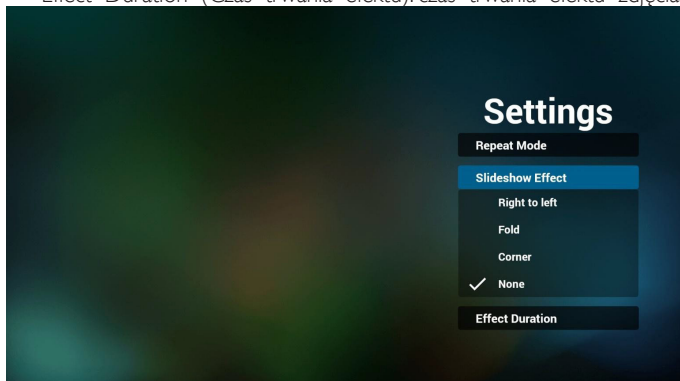 Effect Duration (Czas trwania efektu): czas trwania efektu zdjęcia
Settings
Repeat Mode
Slideshow Effect
Right to left
Fold
Corner
None
Effect Duration